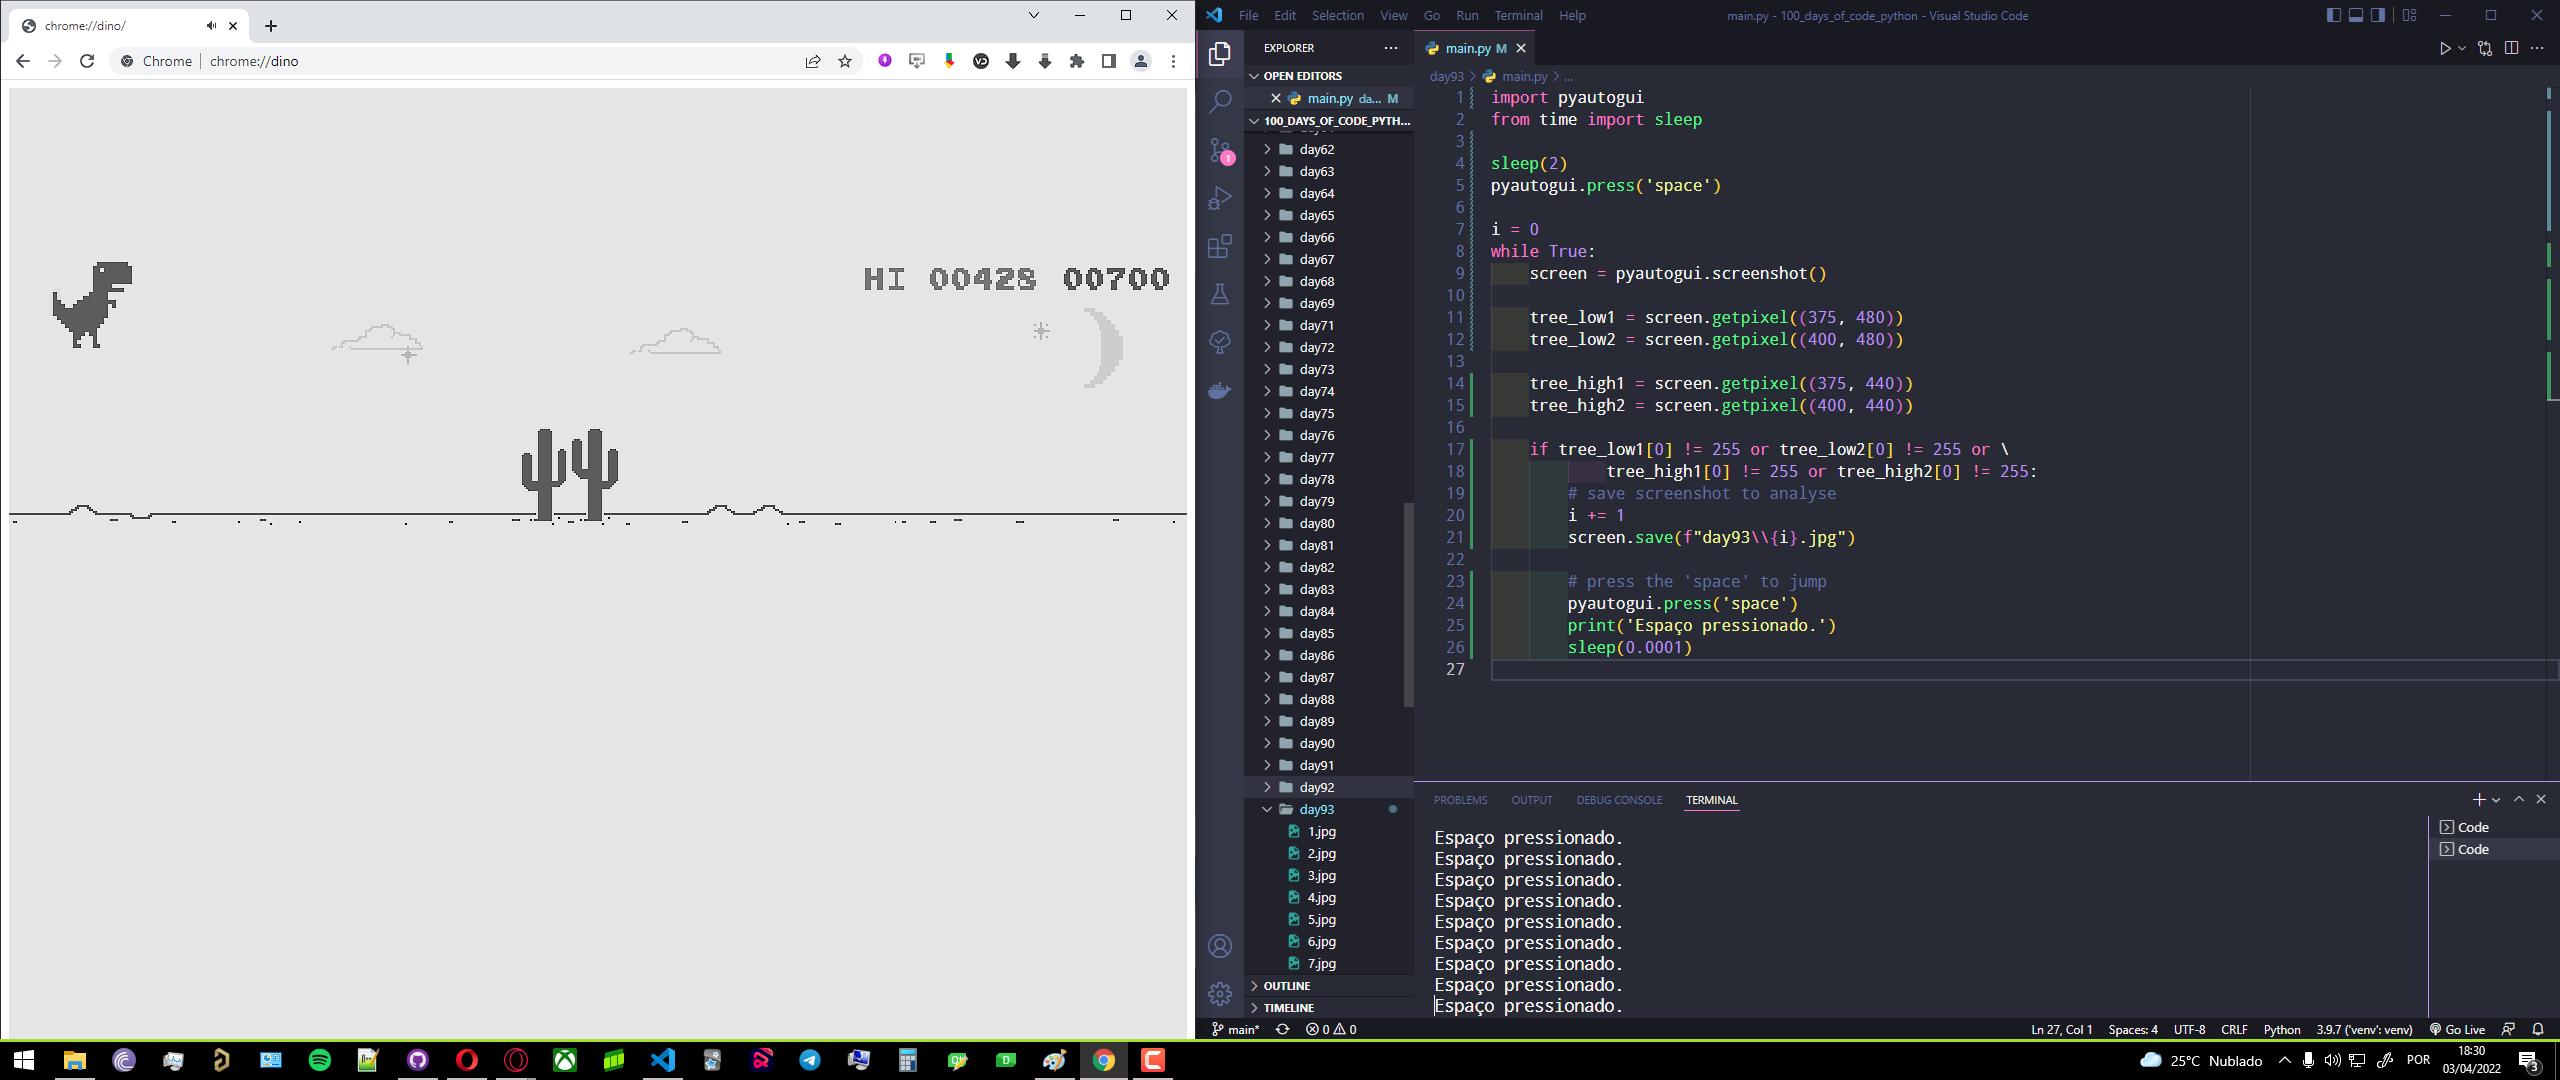 chrome://dino/
Chrome | chrome://dino
HI 00428 00700
File Edit Selection View Go Run Terminal Help
main.py - 100_days_of_code_python - Visual Studio Code
EXPLORER
OPEN EDITORS
main.py da... M
100_DAYS_OF_CODE_PYTH...
day62
day63
day64
day65
day66
day67
day68
day69
day71
day72
day73
day74
day75
day76
day77
day78
day79
day80
day81
day82
day83
day84
day85
day86
day87
day88
day89
day90
day91
day92
day93
1.jpg
2.jpg
3.jpg
4.jpg
5.jpg
6.jpg
7.jpg
OUTLINE
TIMELINE
1
main.py M
day93 > main.py > ...
1 import pyautogui
2 from time import sleep
3
4 sleep(2)
5 pyautogui.press('space')
6
7 i = 0
8 while True:
9 screen = pyautogui.screenshot()
10
11 tree_low1 = screen.getpixel((375, 480))
12 tree_low2 = screen.getpixel((400, 480))
13
14 tree_high1 = screen.getpixel((375, 440))
15 tree_high2 = screen.getpixel((400, 440))
16
17 if tree_low1[0] != 255 or tree_low2[0] != 255 or \
18 tree_high1[0] != 255 or tree_high2[0] != 255:
19 # save screenshot to analyse
20 i += 1
21 screen.save(f"day93\\{i}.jpg")
22
23 # press the 'space' to jump
24 pyautogui.press('space')
25 print('Espaço pressionado.')
26 sleep(0.0001)
27
PROBLEMS OUTPUT DEBUG CONSOLE TERMINAL
Espaço pressionado.
Espaço pressionado.
Espaço pressionado.
Espaço pressionado.
Espaço pressionado.
Espaço pressionado.
Espaço pressionado.
Espaço pressionado.
Espaço pressionado.
Code
Code
main* 0 0
Ln 27, Col 1 Spaces: 4 UTF-8 CRLF Python 3.9.7 ('venv': venv) Go Live
25°C Nublado
POR
18:30
03/04/2022
3